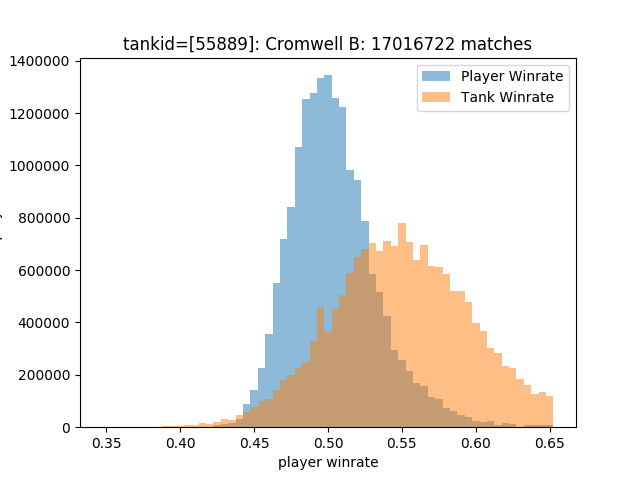 tankid=[55889]: Cromwell B: 17016722 matches
Player Winrate
Tank Winrate
1400000
1200000
1000000
800000
600000
400000
200000
0
0.35 0.40 0.45 0.50 0.55 0.60 0.65
player winrate